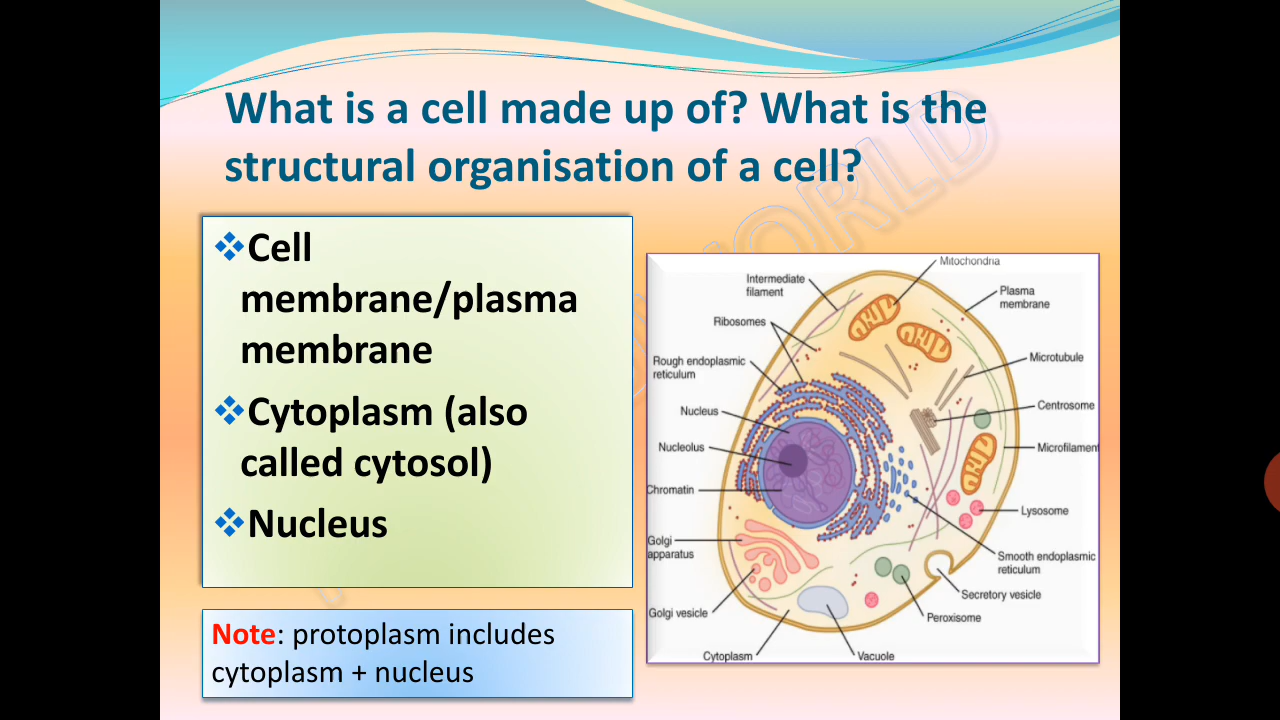 What is a cell made up of? What is the
structural organisation of a cell?
❖Cell
membrane/plasma
membrane
❖Cytoplasm (also
called cytosol)
❖Nucleus
Note: protoplasm includes
cytoplasm + nucleus
Mitochondria
Intermediate
filament
Plasma
membrane
Ribosomes
Rough endoplasmic
reticulum
Microtubule
Nucleus
Centrosome
Nucleolus
Microfilament
Chromatin
Lysosome
Golgi
apparatus
Smooth endoplasmic
reticulum
Secretory vesicle
Golgi vesicle
Peroxisome
Cytoplasm
Vacuole